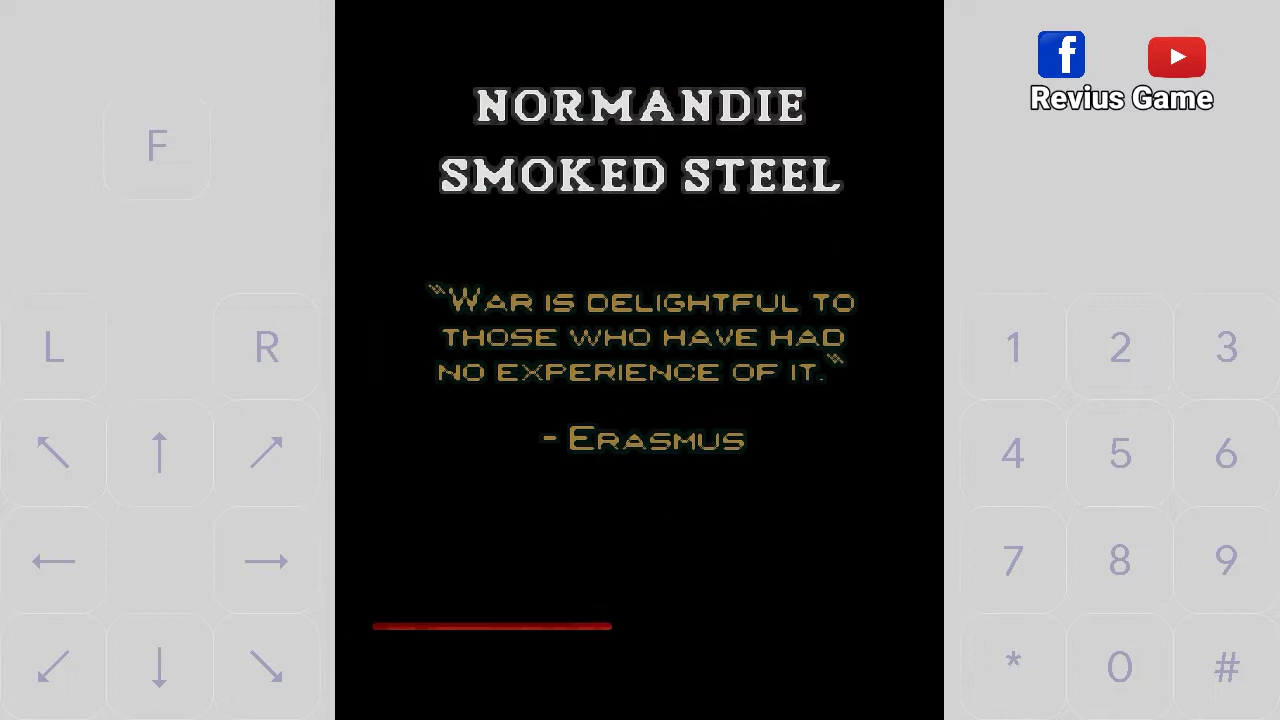 NORMANDIE
SMOKED STEEL
"WAR IS DELIGHTFUL TO
THOSE WHO HAVE HAD
NO EXPERIENCE OF IT."
- ERASMUS
f
Revius Game
F
L R
↖ ↑ ↗
← →
↙ ↓ ↘
1 2 3
4 5 6
7 8 9
* 0 #